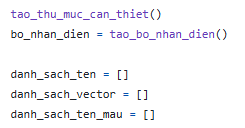 tao_thu_muc_can_thiet()
bo_nhan_dien = tao_bo_nhan_dien()
danh_sach_ten = []
danh_sach_vector = []
danh_sach_ten_mau = []